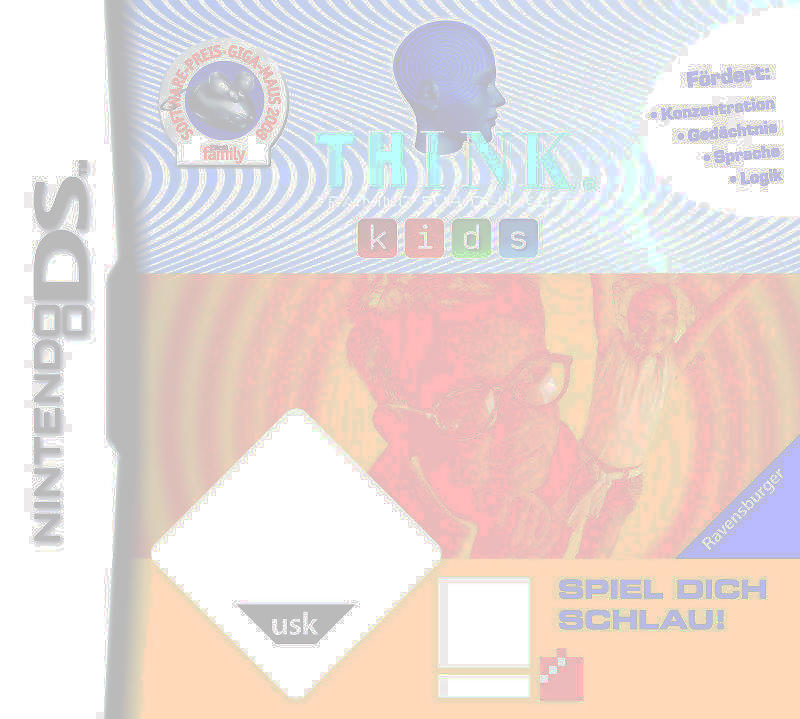 NINTENDO DS.
SOFTWARE-PREIS-GIGA-MAUS 2008
family
THINK.
kids
Fördert:
• Konzentration
• Gedächtnis
• Sprache
• Logik
Ravensburger
usk
SPIEL DICH
SCHLAU!